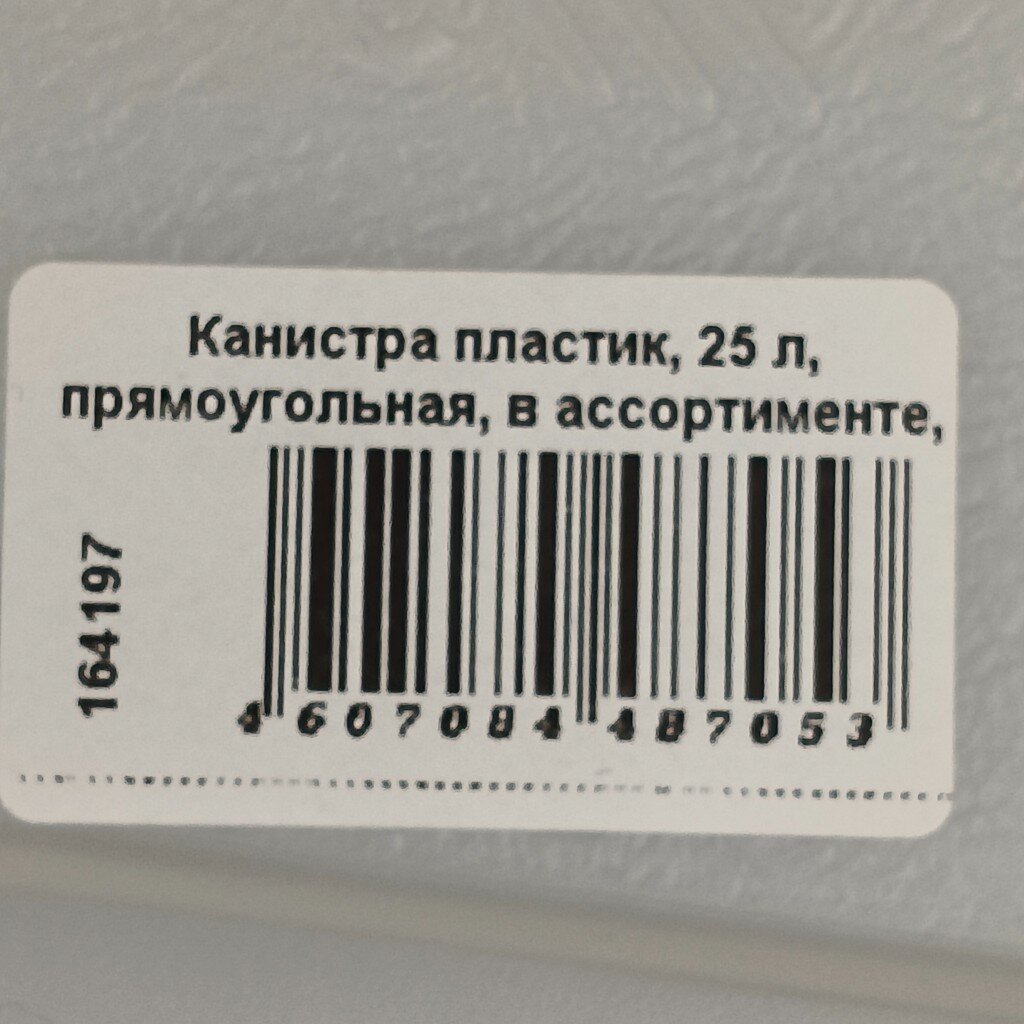 Канистра пластик, 25 л,
прямоугольная, в ассортименте,
164197
4 607084 487053